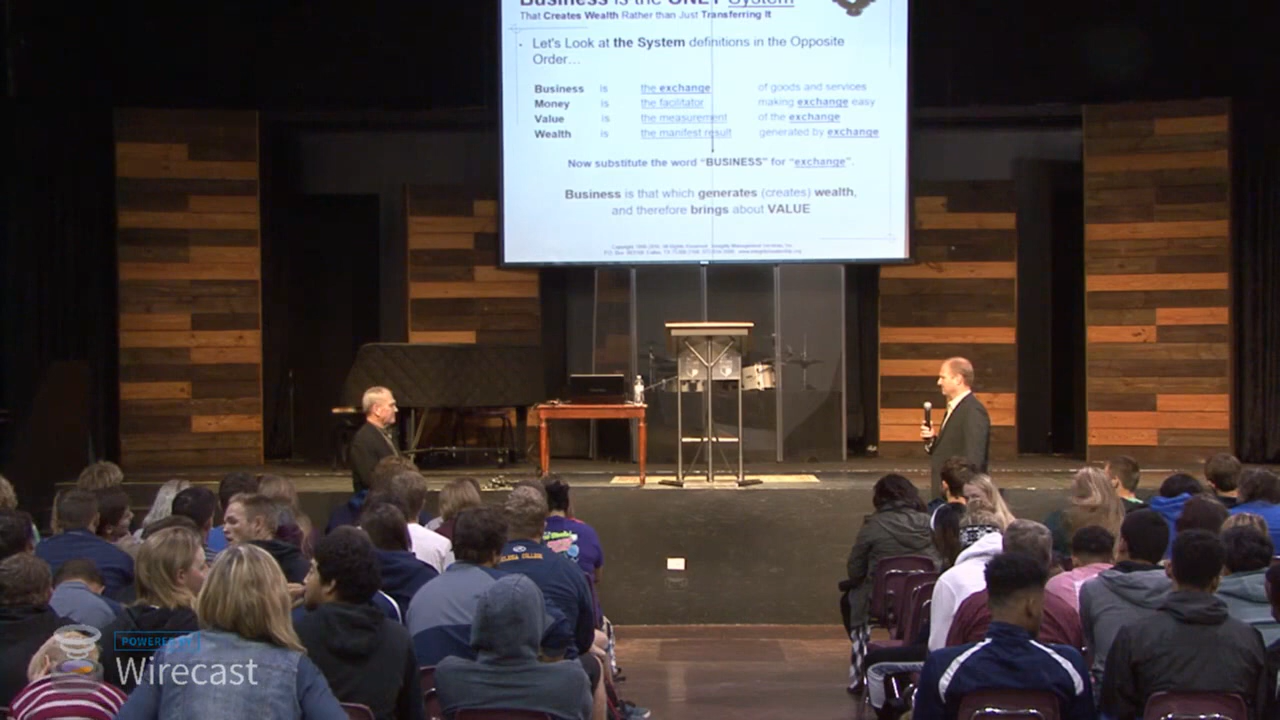 Business is the ONLY System
That Creates Wealth Rather than Just Transferring It
· Let's Look at the System definitions in the Opposite
Order…
Business is the exchange of goods and services
Money is the facilitator making exchange easy
Value is the measurement of the exchange
Wealth is the manifest result generated by exchange
Now substitute the word “BUSINESS” for “exchange”.
Business is that which generates (creates) wealth,
and therefore brings about VALUE
COLLEGE
POWERED BY
Wirecast